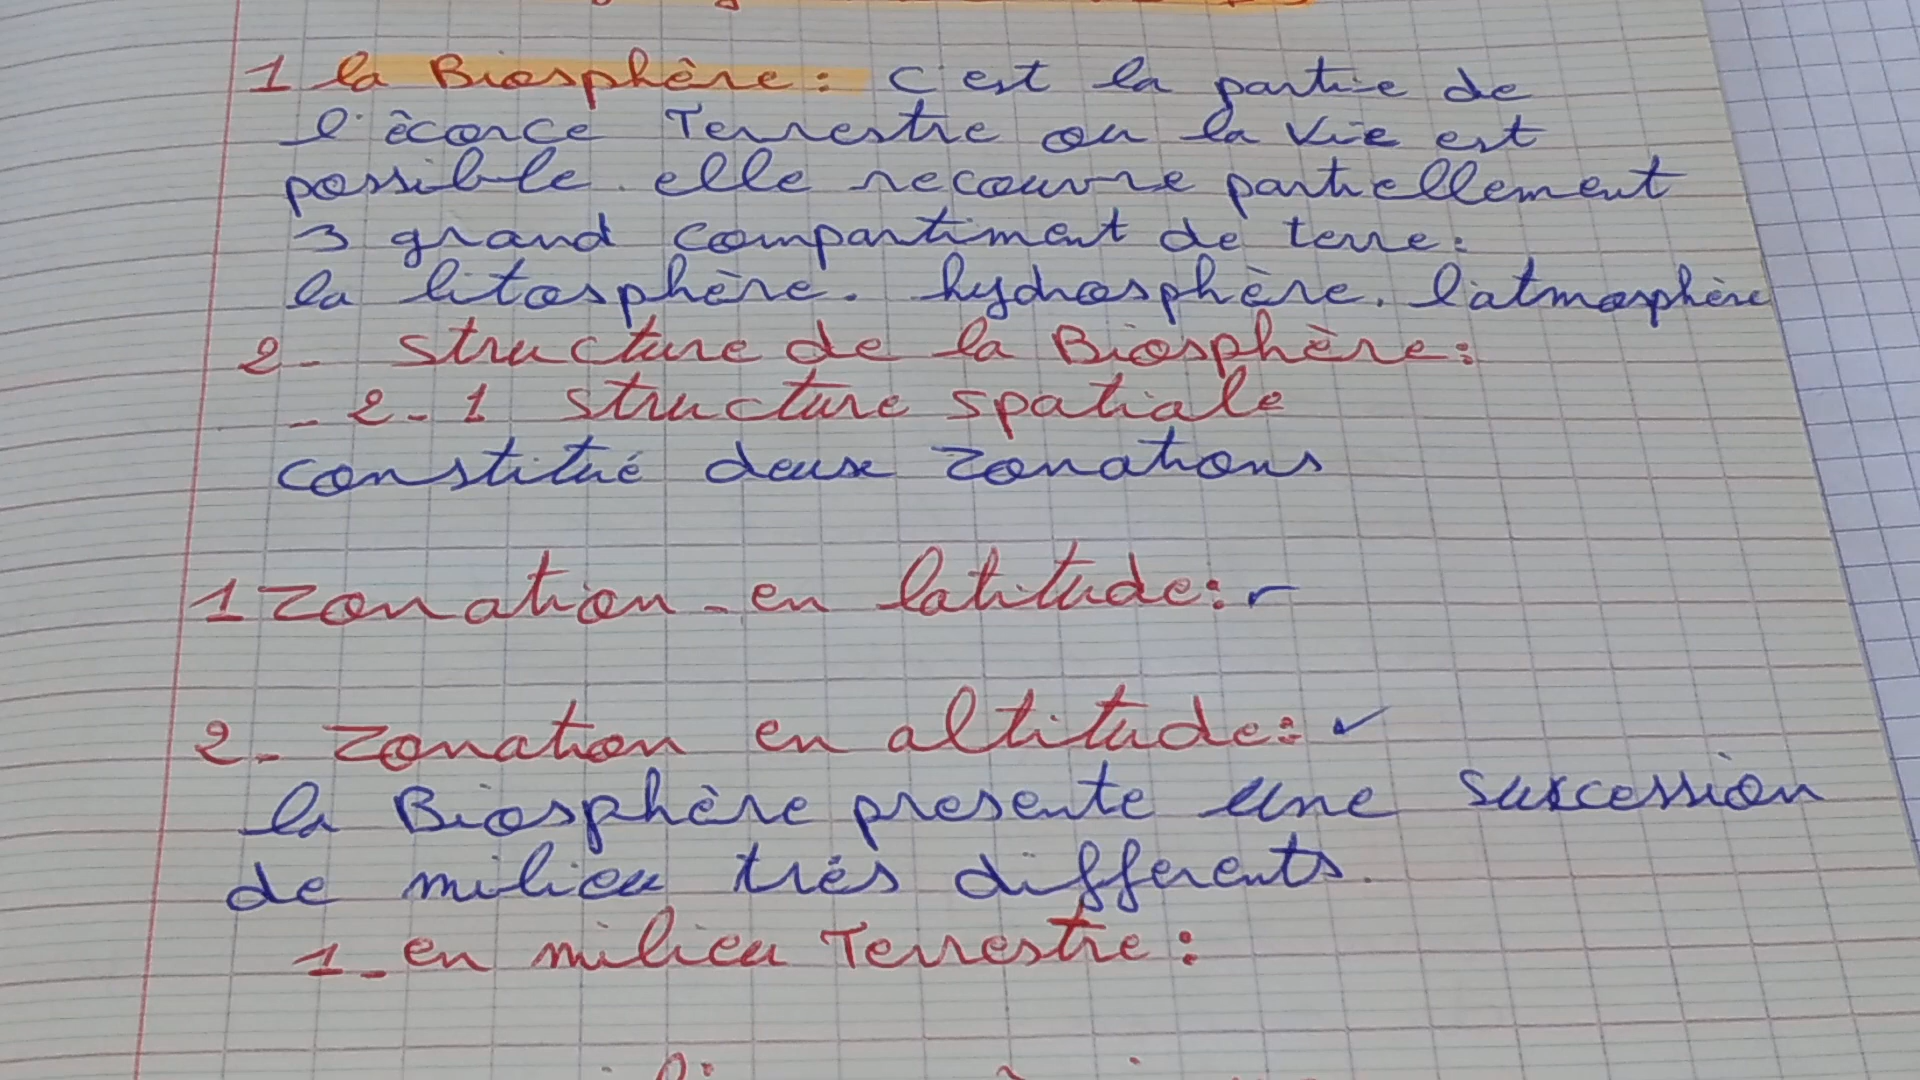 1 la Biosphère: c'est la partie de
l'êcorce Terrestre ou la vie est
possible. elle recouvre partiellement
3 grand compartiment de terre:
la litosphère. hydrosphère. l'atmosphère
2- structure de la Biosphère:
- 2-1 structure spatiale
constitué deux zonations
1 zonation - en latitude:
2- zonation en altitude:
la Biosphère presente une succession
de milieu trés differents.
1- en milieu Terrestre: